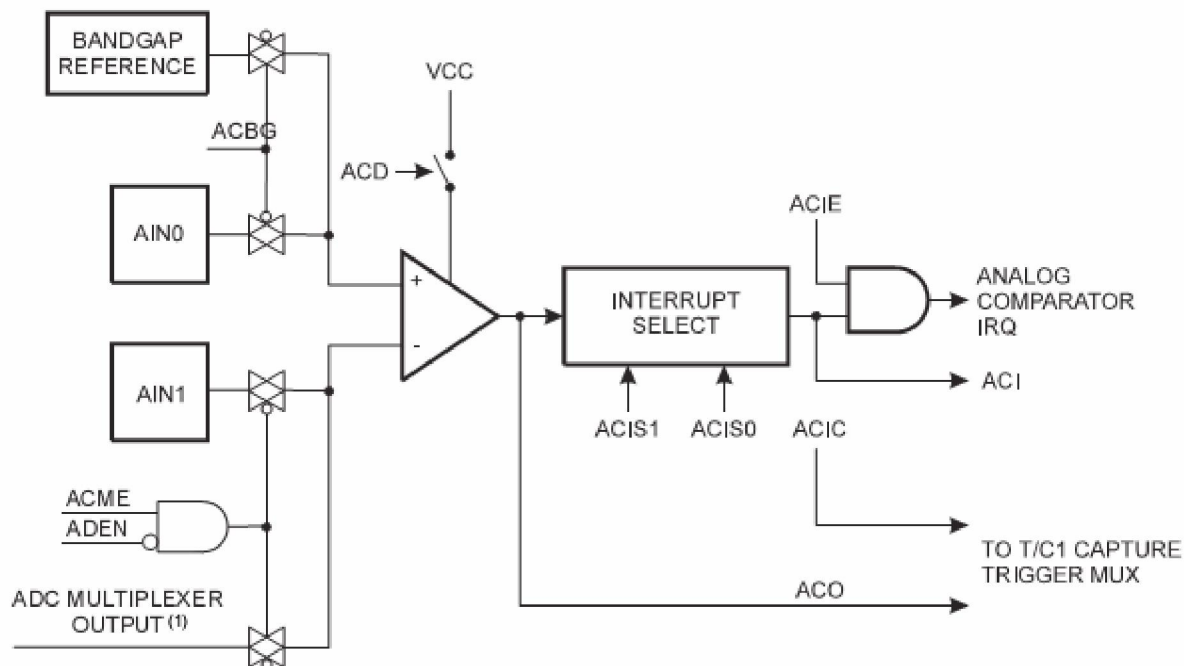 BANDGAP
REFERENCE
VCC
ACBG
ACD
AIN0
ACIE
+
INTERRUPT
SELECT
ANALOG
COMPARATOR
IRQ
-
AIN1
ACI
ACIS1
ACIS0
ACIC
ACME
ADEN
TO T/C1 CAPTURE
TRIGGER MUX
ADC MULTIPLEXER
OUTPUT (1)
ACO